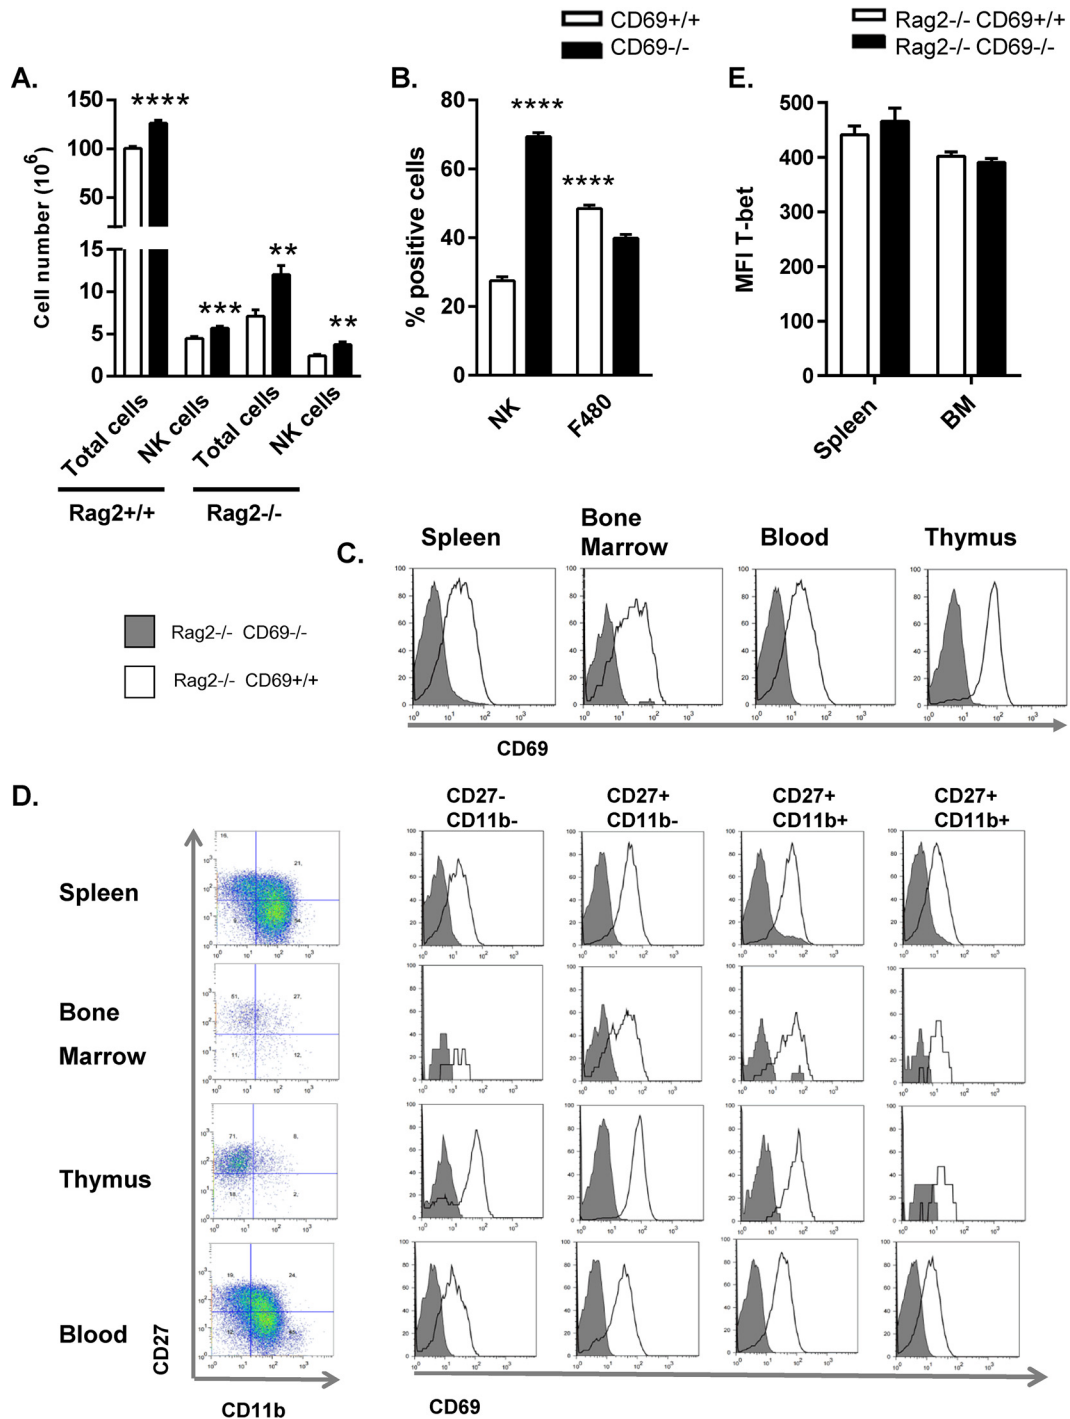 CD69+/+
CD69-/-
Rag2-/- CD69+/+
Rag2-/- CD69-/-
A.
Cell number (10^6)
150
100
50
15
10
5
0
****
***
**
**
Total cells
NK cells
Total cells
NK cells
Rag2+/+
Rag2-/-
B.
% positive cells
80
60
40
20
0
****
****
NK
F480
E.
MFI T-bet
500
400
300
200
100
0
Spleen
BM
C.
Spleen
Bone
Marrow
Blood
Thymus
Rag2-/- CD69-/-
Rag2-/- CD69+/+
CD69
D.
CD27-
CD11b-
CD27+
CD11b-
CD27+
CD11b+
CD27+
CD11b+
Spleen
Bone
Marrow
Thymus
Blood
CD27
CD11b
CD69